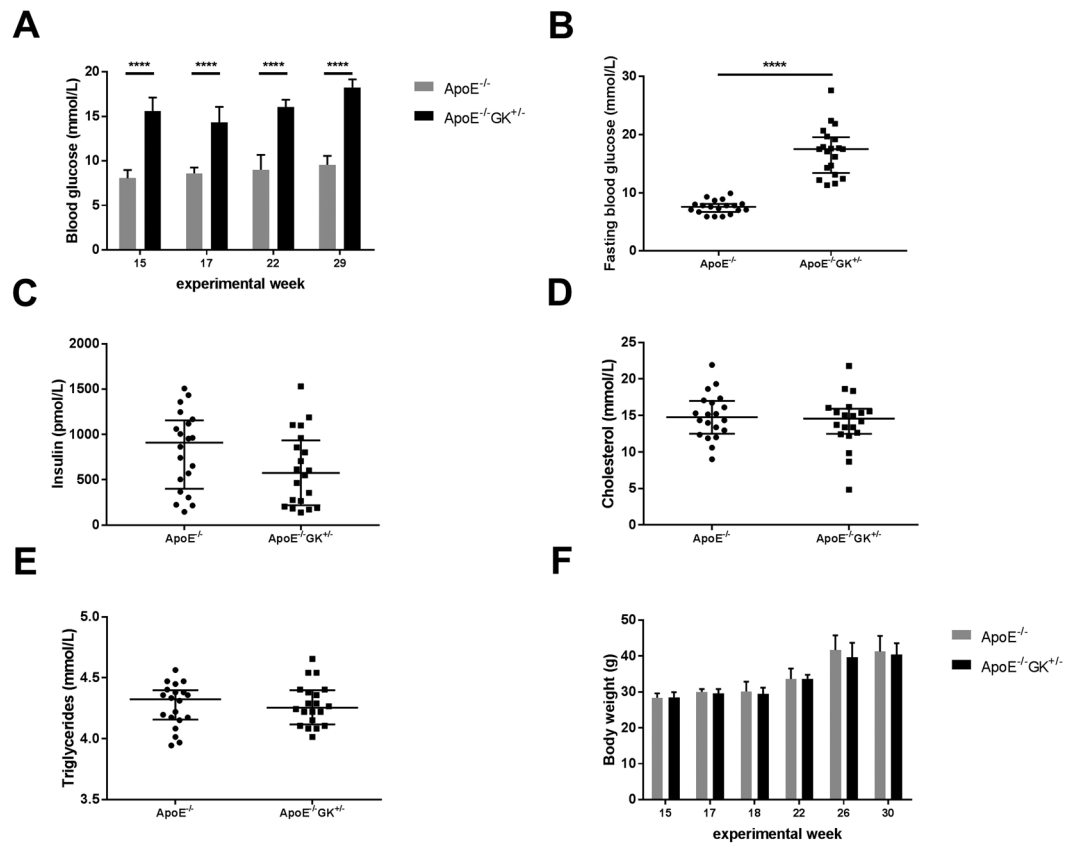 A
****
****
****
****
20
15
10
5
0
Blood glucose (mmol/L)
15
17
22
29
experimental week
ApoE-/-
ApoE-/-GK+/-
B
****
30
20
10
0
Fasting blood glucose (mmol/L)
ApoE-/-
ApoE-/-GK+/-
C
2000
1500
1000
500
0
Insulin (pmol/L)
ApoE-/-
ApoE-/-GK+/-
D
25
20
15
10
5
0
Cholesterol (mmol/L)
ApoE-/-
ApoE-/-GK+/-
E
5.0
4.5
4.0
3.5
Triglycerides (mmol/L)
ApoE-/-
ApoE-/-GK+/-
F
50
40
30
20
10
0
Body weight (g)
15
17
18
22
26
30
experimental week
ApoE-/-
ApoE-/-GK+/-